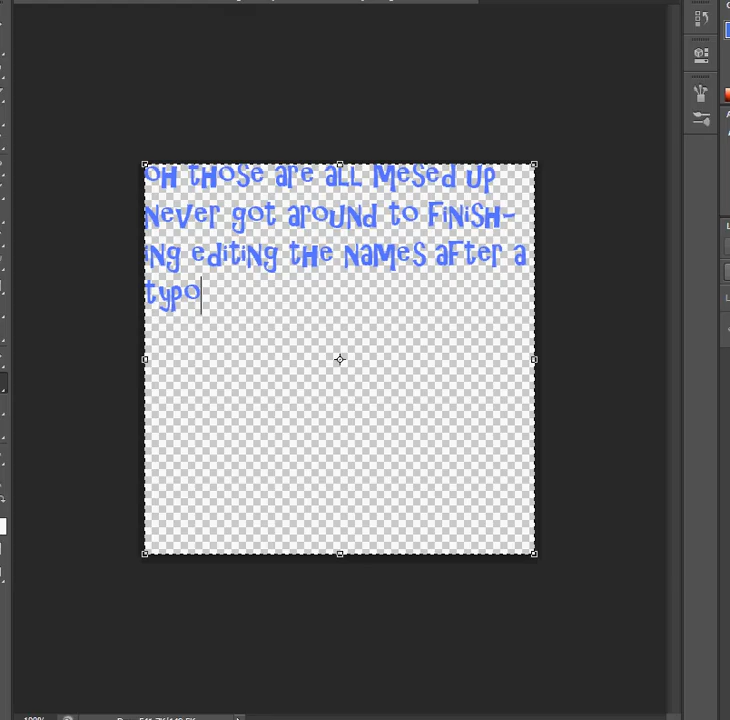 oH tHoSe are aLL MeSed Up
NeVer got aroUNd to FiNiSH-
iNg editiNg tHe NaMeS aFter a
typo